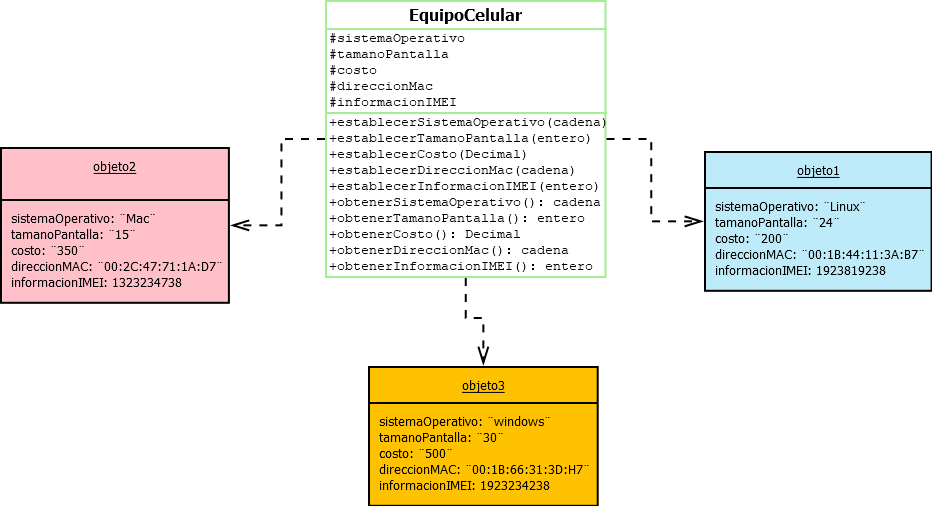 EquipoCelular
#sistemaOperativo
#tamanoPantalla
#costo
#direccionMac
#informacionIMEI
+establecerSistemaOperativo(cadena)
+establecerTamanoPantalla(entero)
+establecerCosto(Decimal)
+establecerDireccionMac(cadena)
+establecerInformacionIMEI(entero)
+obtenerSistemaOperativo(): cadena
+obtenerTamanoPantalla(): entero
+obtenerCosto(): Decimal
+obtenerDireccionMac(): cadena
+obtenerInformacionIMEI(): entero
objeto2
sistemaOperativo: ¨Mac¨
tamanoPantalla: ¨15¨
costo: ¨350¨
direccionMAC: ¨00:2C:47:71:1A:D7¨
informacionIMEI: 1323234738
objeto1
sistemaOperativo: ¨Linux¨
tamanoPantalla: ¨24¨
costo: ¨200¨
direccionMAC: ¨00:1B:44:11:3A:B7¨
informacionIMEI: 1923819238
objeto3
sistemaOperativo: ¨windows¨
tamanoPantalla: ¨30¨
costo: ¨500¨
direccionMAC: ¨00:1B:66:31:3D:H7¨
informacionIMEI: 1923234238